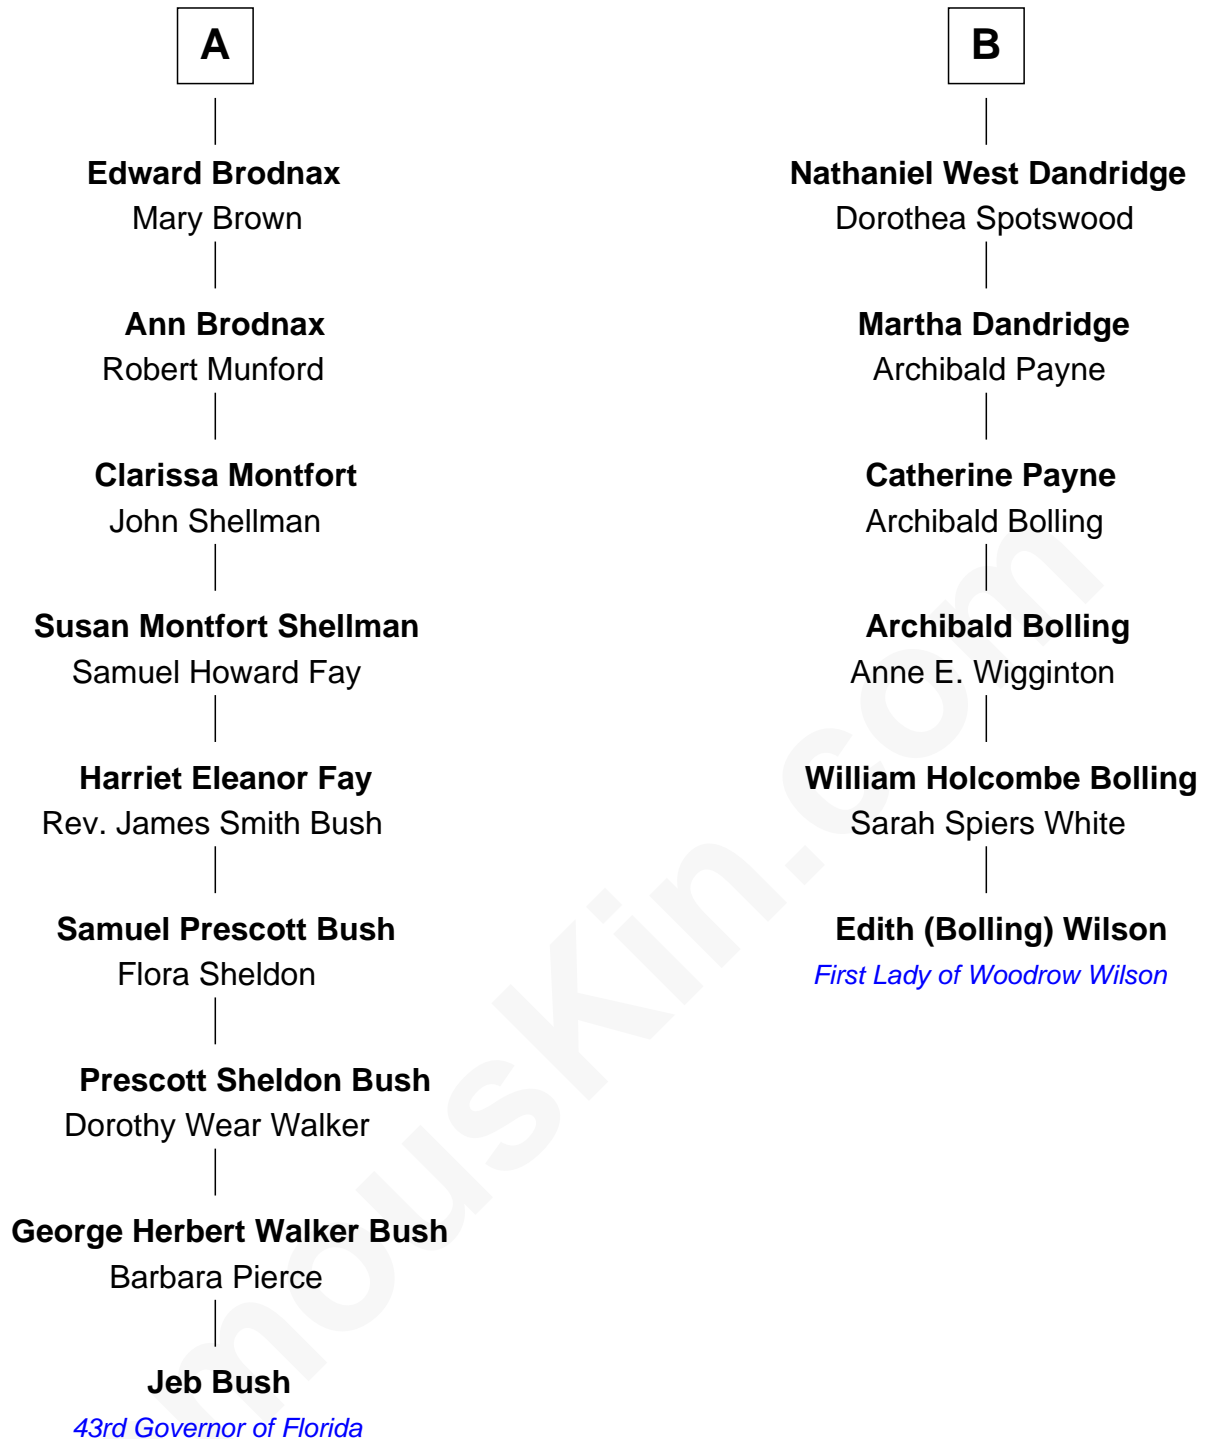 A
Edward Brodnax
Mary Brown
Ann Brodnax
Robert Munford
Clarissa Montfort
John Shellman
Susan Montfort Shellman
Samuel Howard Fay
Harriet Eleanor Fay
Rev. James Smith Bush
Samuel Prescott Bush
Flora Sheldon
Prescott Sheldon Bush
Dorothy Wear Walker
George Herbert Walker Bush
Barbara Pierce
Jeb Bush
43rd Governor of Florida
B
Nathaniel West Dandridge
Dorothea Spotswood
Martha Dandridge
Archibald Payne
Catherine Payne
Archibald Bolling
Archibald Bolling
Anne E. Wigginton
William Holcombe Bolling
Sarah Spiers White
Edith (Bolling) Wilson
First Lady of Woodrow Wilson
mouskin.com